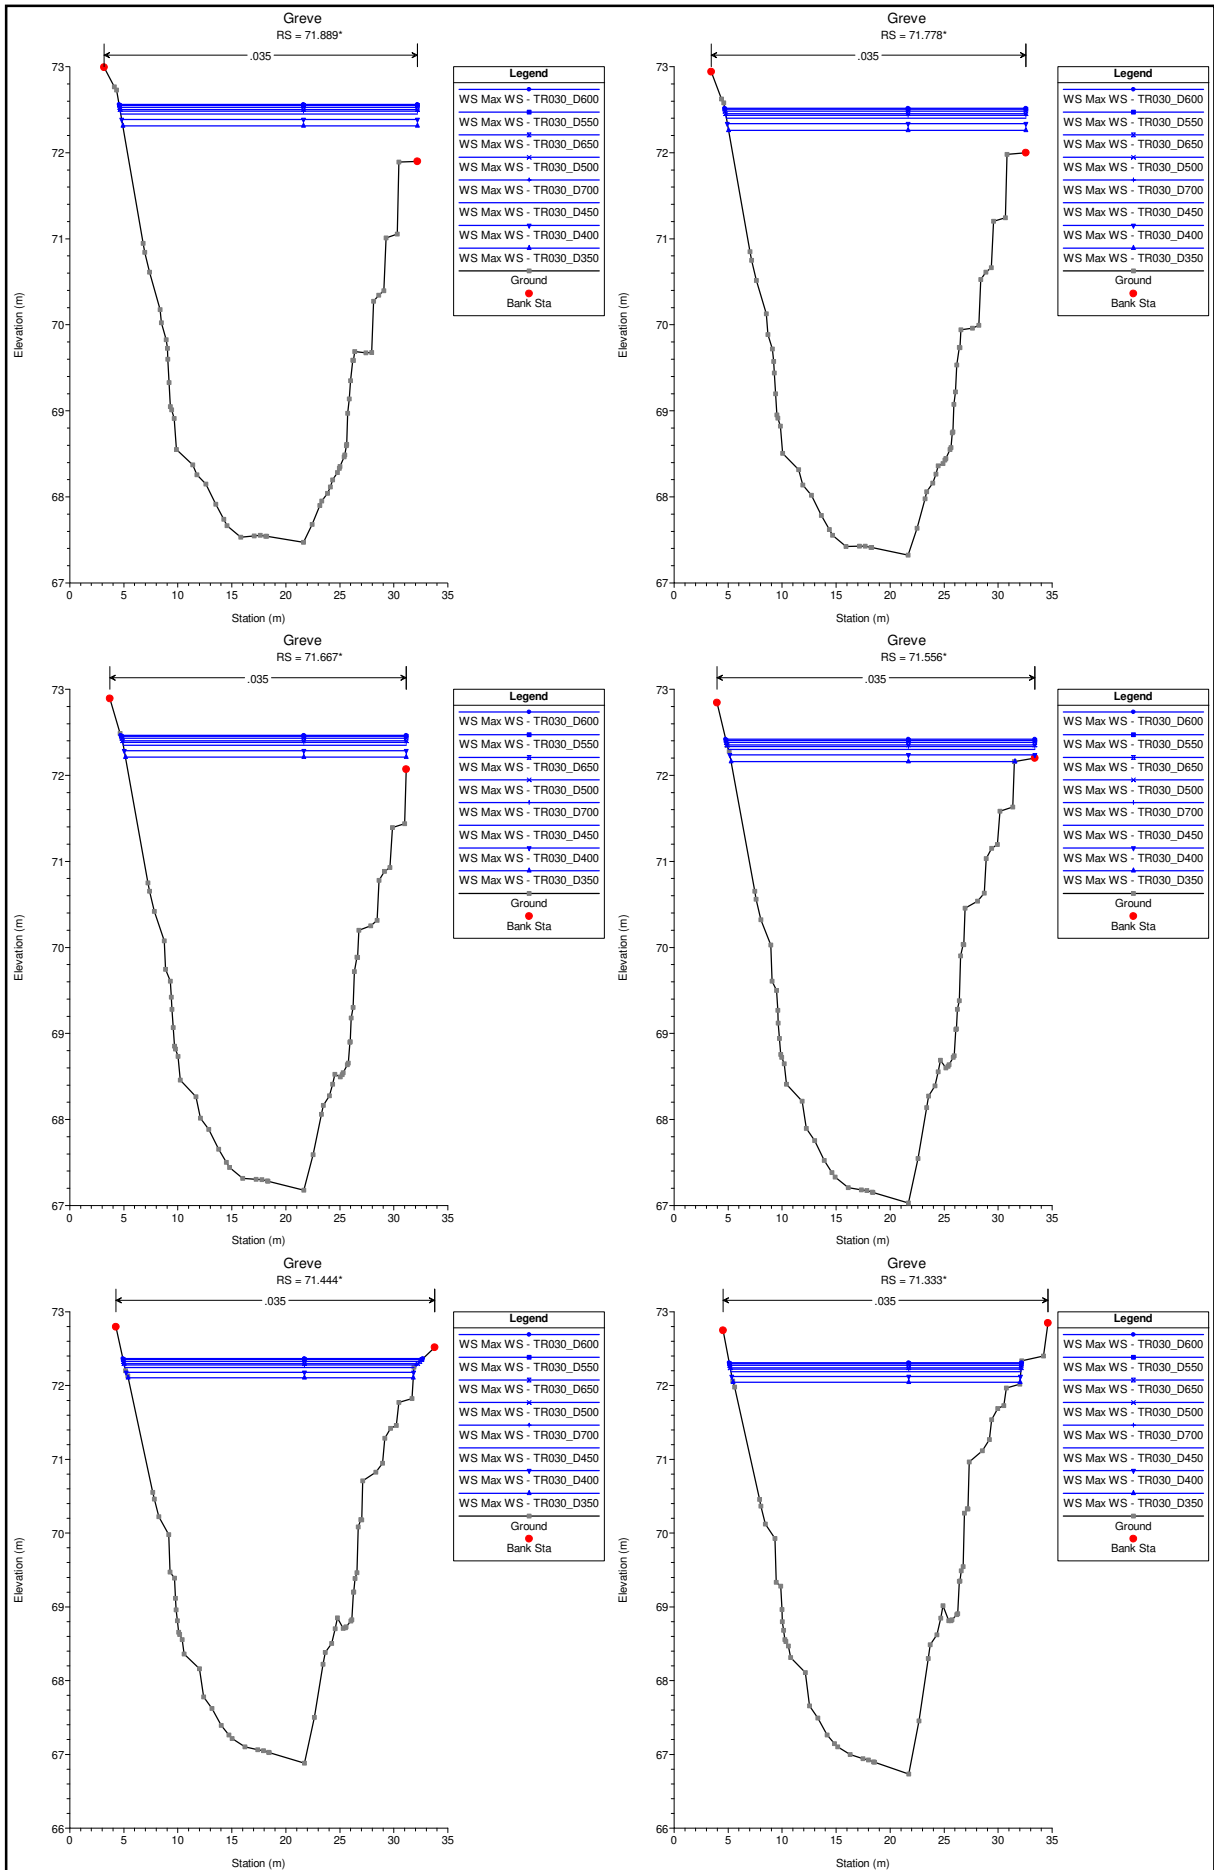 Greve
RS = 71.889*
.035
Elevation (m)
73
72
71
70
69
68
67
0 5 10 15 20 25 30 35
Station (m)
Legend
WS Max WS - TR030_D600
WS Max WS - TR030_D550
WS Max WS - TR030_D650
WS Max WS - TR030_D500
WS Max WS - TR030_D700
WS Max WS - TR030_D450
WS Max WS - TR030_D400
WS Max WS - TR030_D350
Ground
Bank Sta
Greve
RS = 71.778*
.035
Elevation (m)
73
72
71
70
69
68
67
0 5 10 15 20 25 30 35
Station (m)
Legend
WS Max WS - TR030_D600
WS Max WS - TR030_D550
WS Max WS - TR030_D650
WS Max WS - TR030_D500
WS Max WS - TR030_D700
WS Max WS - TR030_D450
WS Max WS - TR030_D400
WS Max WS - TR030_D350
Ground
Bank Sta
Greve
RS = 71.667*
.035
Elevation (m)
73
72
71
70
69
68
67
0 5 10 15 20 25 30 35
Station (m)
Legend
WS Max WS - TR030_D600
WS Max WS - TR030_D550
WS Max WS - TR030_D650
WS Max WS - TR030_D500
WS Max WS - TR030_D700
WS Max WS - TR030_D450
WS Max WS - TR030_D400
WS Max WS - TR030_D350
Ground
Bank Sta
Greve
RS = 71.556*
.035
Elevation (m)
73
72
71
70
69
68
67
0 5 10 15 20 25 30 35
Station (m)
Legend
WS Max WS - TR030_D600
WS Max WS - TR030_D550
WS Max WS - TR030_D650
WS Max WS - TR030_D500
WS Max WS - TR030_D700
WS Max WS - TR030_D450
WS Max WS - TR030_D400
WS Max WS - TR030_D350
Ground
Bank Sta
Greve
RS = 71.444*
.035
Elevation (m)
73
72
71
70
69
68
67
66
0 5 10 15 20 25 30 35
Station (m)
Legend
WS Max WS - TR030_D600
WS Max WS - TR030_D550
WS Max WS - TR030_D650
WS Max WS - TR030_D500
WS Max WS - TR030_D700
WS Max WS - TR030_D450
WS Max WS - TR030_D400
WS Max WS - TR030_D350
Ground
Bank Sta
Greve
RS = 71.333*
.035
Elevation (m)
73
72
71
70
69
68
67
66
0 5 10 15 20 25 30 35
Station (m)
Legend
WS Max WS - TR030_D600
WS Max WS - TR030_D550
WS Max WS - TR030_D650
WS Max WS - TR030_D500
WS Max WS - TR030_D700
WS Max WS - TR030_D450
WS Max WS - TR030_D400
WS Max WS - TR030_D350
Ground
Bank Sta